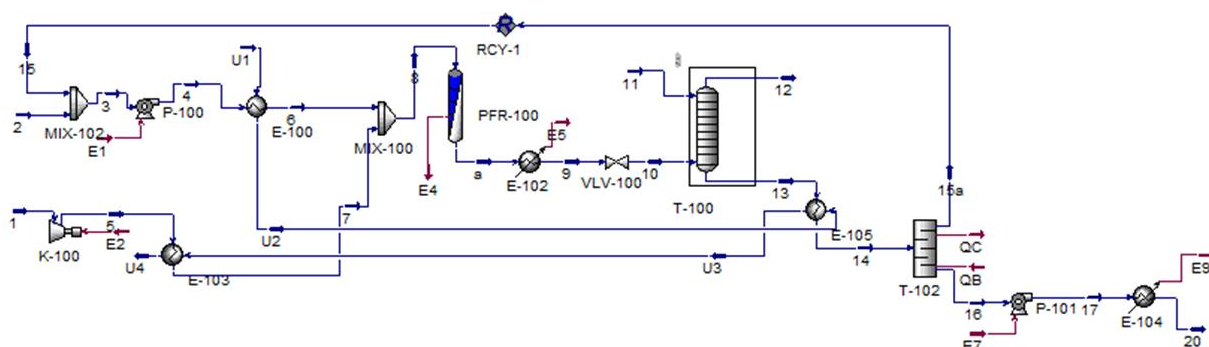 RCY-1
15
2
3
MIX-102
E1
4
P-100
U1
E-100
6
MIX-100
8
PFR-100
E4
a
E5
E-102
9
VLV-100
10
11
12
T-100
13
1
5
K-100
E2
U4
E-103
7
U2
U3
E-105
14
15a
QC
QB
T-102
16
E7
P-101
17
E9
E-104
20